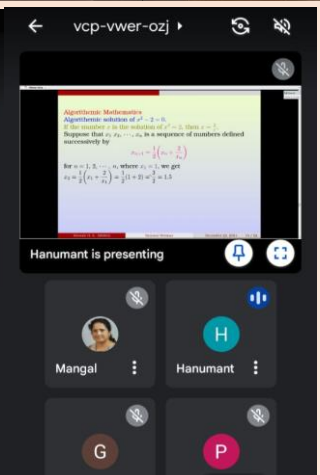 vcp-vwer-ozj
Algorithmic Mathematics
Algorithmic solution of x² − 2 = 0.
If the number x is the solution of x² = 2, then x = 2/x.
Suppose that x₁ x₂, ⋯, xₙ is a sequence of numbers defined
successively by
xₙ₊₁ = 1/2 (xₙ + 2/xₙ)
for n = 1, 2, ⋯, n, where x₁ = 1, we get
x₂ = 1/2 (x₁ + 2/x₁) = 1/2 (1 + 2) = 3/2 = 1.5
Hanumant is presenting
H
Mangal
Hanumant
G
P